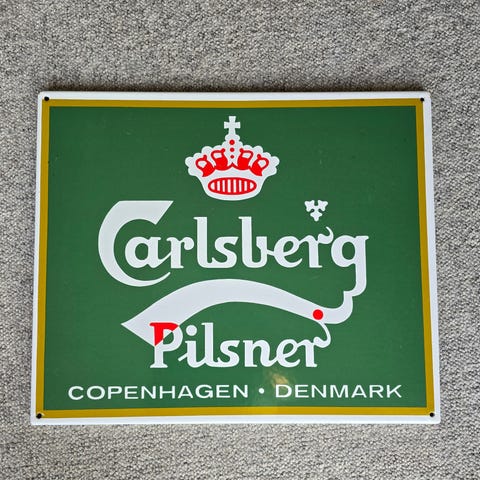 Carlsberg
Pilsner
COPENHAGEN · DENMARK